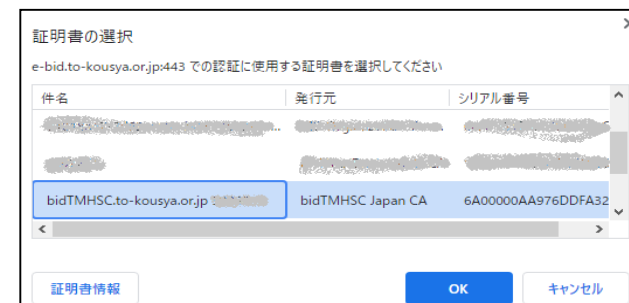 証明書の選択
e-bid.to-kousya.or.jp:443 での認証に使用する証明書を選択してください
件名 発行元 シリアル番号
bidTMHSC.to-kousya.or.jp bidTMHSC Japan CA 6A00000AA976DDFA32
証明書情報 OK キャンセル